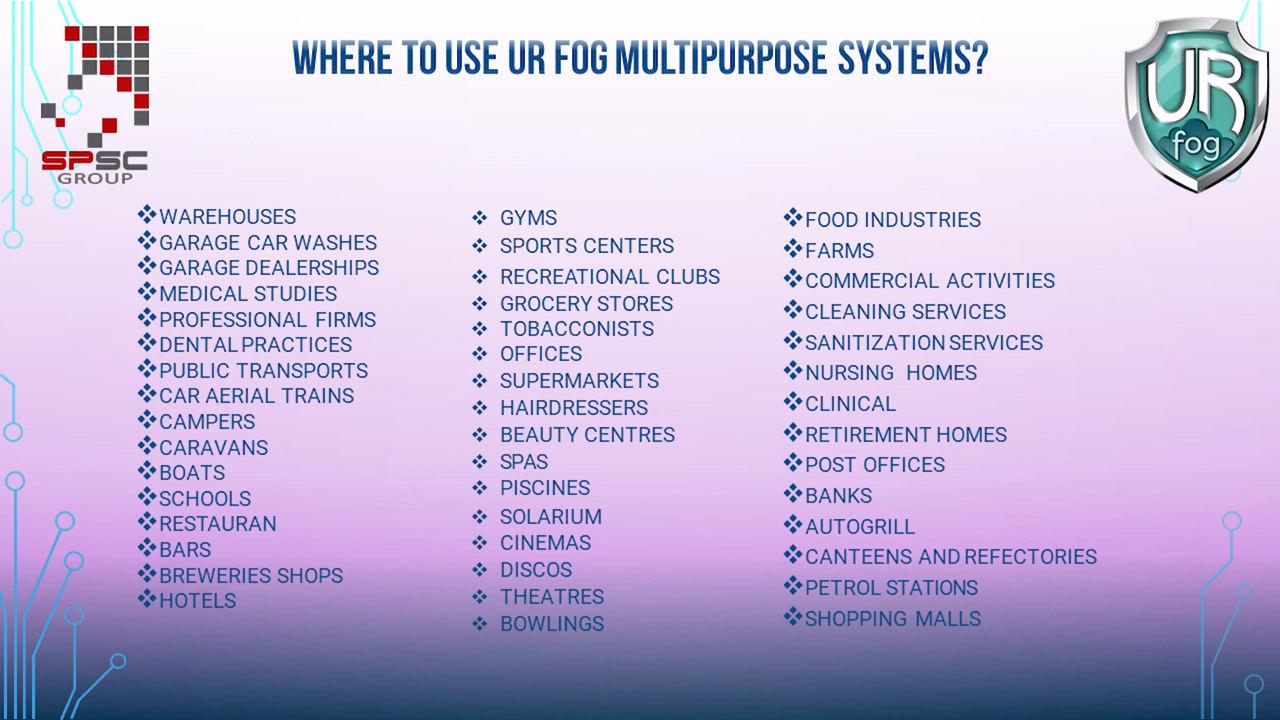 WHERE TO USE UR FOG MULTIPURPOSE SYSTEMS?
SPSC
GROUP
UR
fog
WAREHOUSES
GARAGE CAR WASHES
GARAGE DEALERSHIPS
MEDICAL STUDIES
PROFESSIONAL FIRMS
DENTAL PRACTICES
PUBLIC TRANSPORTS
CAR AERIAL TRAINS
CAMPERS
CARAVANS
BOATS
SCHOOLS
RESTAURAN
BARS
BREWERIES SHOPS
HOTELS
GYMS
SPORTS CENTERS
RECREATIONAL CLUBS
GROCERY STORES
TOBACCONISTS
OFFICES
SUPERMARKETS
HAIRDRESSERS
BEAUTY CENTRES
SPAS
PISCINES
SOLARIUM
CINEMAS
DISCOS
THEATRES
BOWLINGS
FOOD INDUSTRIES
FARMS
COMMERCIAL ACTIVITIES
CLEANING SERVICES
SANITIZATION SERVICES
NURSING HOMES
CLINICAL
RETIREMENT HOMES
POST OFFICES
BANKS
AUTOGRILL
CANTEENS AND REFECTORIES
PETROL STATIONS
SHOPPING MALLS